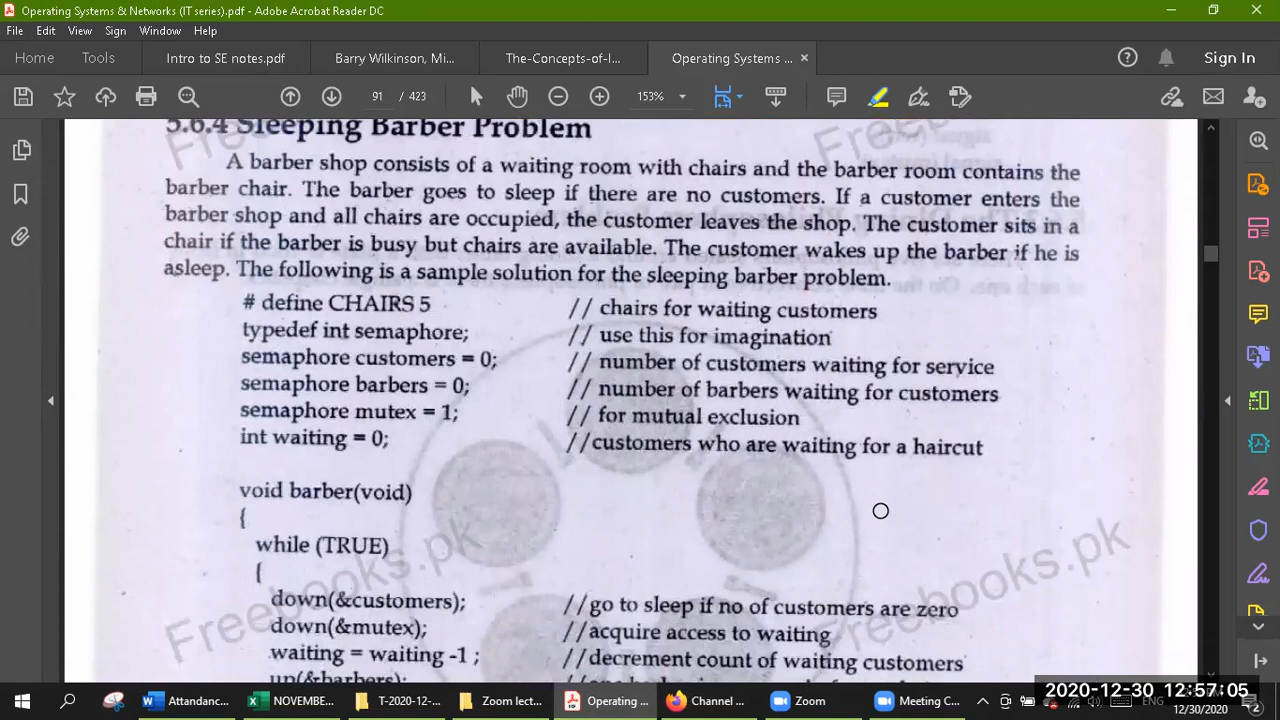 Operating Systems & Networks (IT series).pdf - Adobe Acrobat Reader DC
File Edit View Sign Window Help
Home Tools Intro to SE notes.pdf Barry Wilkinson, Mi... The-Concepts-of-I... Operating Systems ... × Sign In
91 / 423 153%
5.6.4 Sleeping Barber Problem
A barber shop consists of a waiting room with chairs and the barber room contains the
barber chair. The barber goes to sleep if there are no customers. If a customer enters the
barber shop and all chairs are occupied, the customer leaves the shop. The customer sits in a
chair if the barber is busy but chairs are available. The customer wakes up the barber if he is
asleep. The following is a sample solution for the sleeping barber problem.
# define CHAIRS 5 // chairs for waiting customers
typedef int semaphore; // use this for imagination
semaphore customers = 0; // number of customers waiting for service
semaphore barbers = 0; // number of barbers waiting for customers
semaphore mutex = 1; // for mutual exclusion
int waiting = 0; //customers who are waiting for a haircut
void barber(void)
{
while (TRUE)
{
down(&customers); //go to sleep if no of customers are zero
down(&mutex); //acquire access to waiting
waiting = waiting -1 ; //decrement count of waiting customers
up(&barbers);
Freebooks.pk
Freebooks.pk
Attandanc... NOVEMBE... T-2020-12-... Zoom lect... Operating ... Channel ... Zoom Meeting C... ENG
2020-12-30 12:57:05
12/30/2020